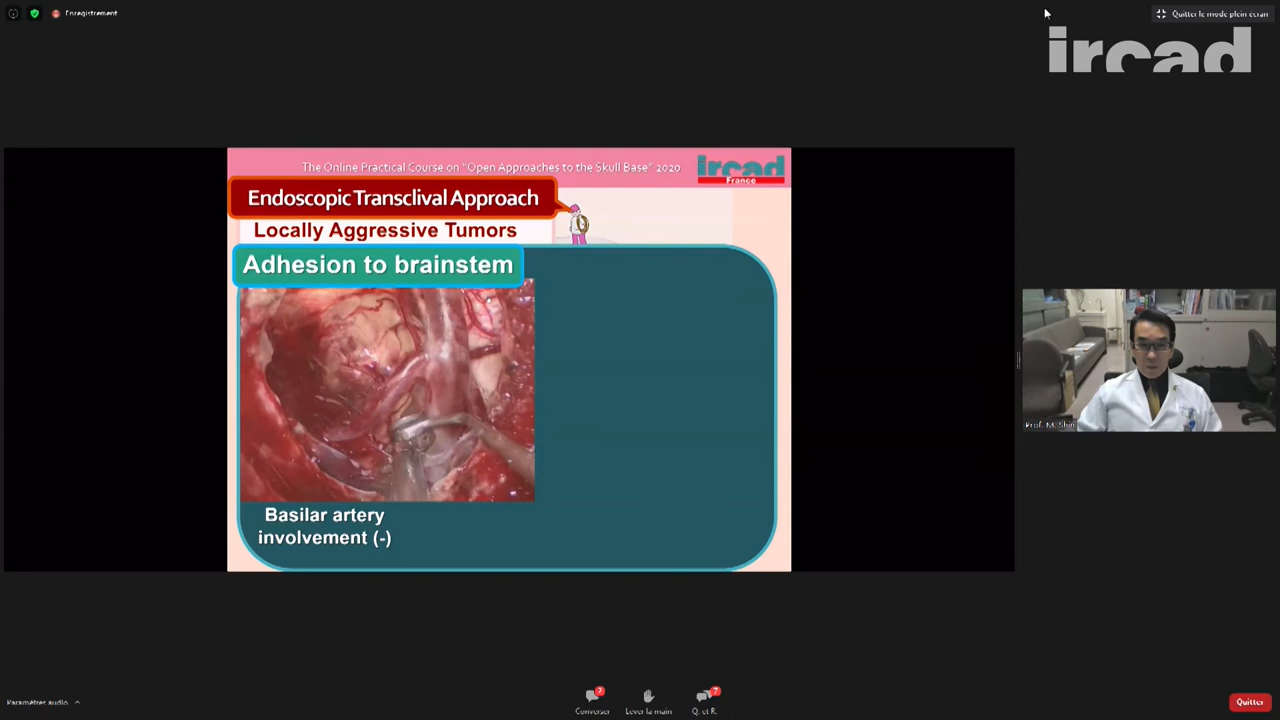 Enregistrement
Quitter le mode plein écran
ircad
The Online Practical Course on "Open Approaches to the Skull Base" 2020
ircad
France
Endoscopic Transclival Approach
Locally Aggressive Tumors
Adhesion to brainstem
Basilar artery
involvement (-)
Prof. M. Shin
Paramètres audio
2
Converser
Lever la main
7
Q. et R.
Quitter